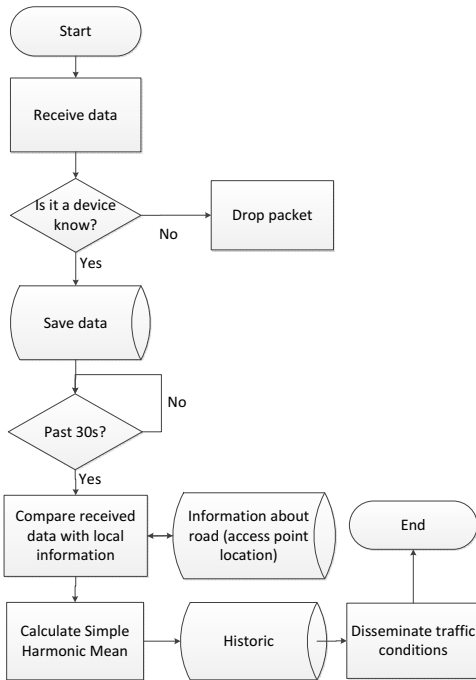 Start
Receive data
Is it a device
know?
No
Drop packet
Yes
Save data
No
Past 30s?
Yes
Compare received
data with local
information
Information about
road (access point
location)
End
Calculate Simple
Harmonic Mean
Historic
Disseminate traffic
conditions